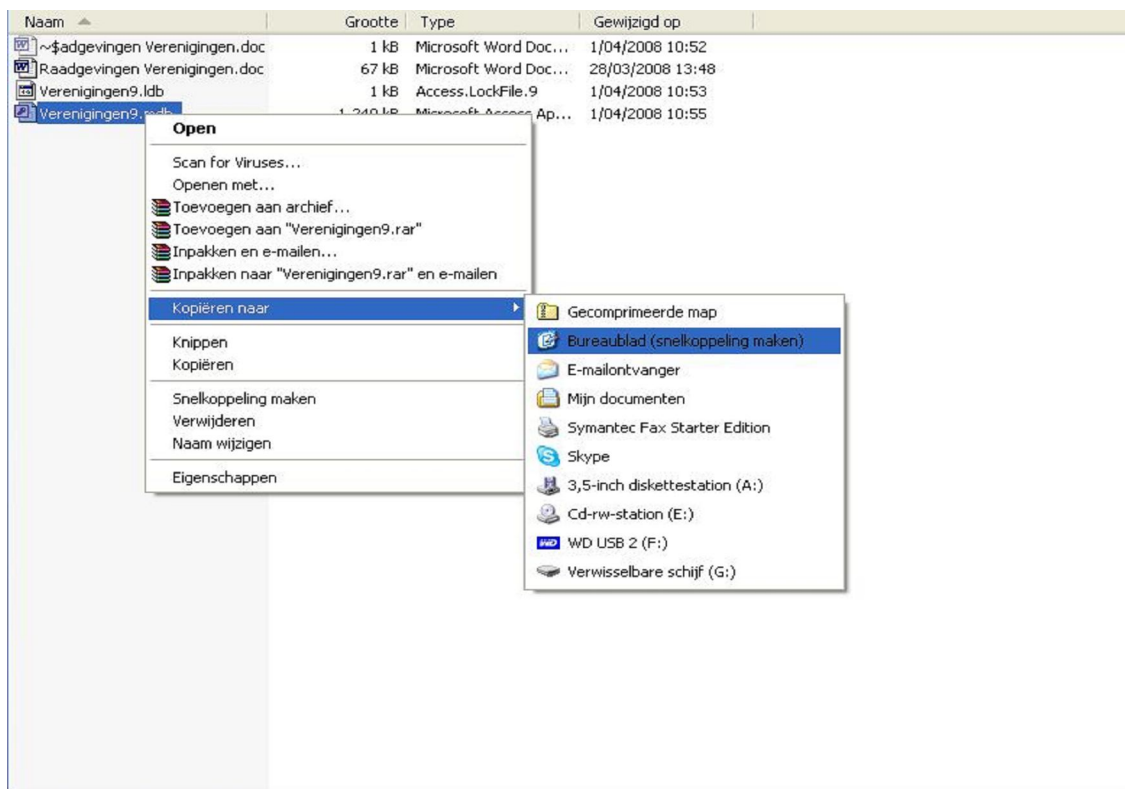 Naam Grootte Type Gewijzigd op
~$adgevingen Verenigingen.doc 1 kB Microsoft Word Doc... 1/04/2008 10:52
Raadgevingen Verenigingen.doc 67 kB Microsoft Word Doc... 28/03/2008 13:48
Verenigingen9.ldb 1 kB Access.LockFile.9 1/04/2008 10:53
Verenigingen9.mdb Microsoft Access Ap... 1/04/2008 10:55
Open
Scan for Viruses...
Openen met...
Toevoegen aan archief...
Toevoegen aan "Verenigingen9.rar"
Inpakken en e-mailen...
Inpakken naar "Verenigingen9.rar" en e-mailen
Kopiëren naar
Knippen
Kopiëren
Snelkoppeling maken
Verwijderen
Naam wijzigen
Eigenschappen
Gecomprimeerde map
Bureaublad (snelkoppeling maken)
E-mailontvanger
Mijn documenten
Symantec Fax Starter Edition
Skype
3,5-inch diskettestation (A:)
Cd-rw-station (E:)
WD USB 2 (F:)
Verwisselbare schijf (G:)